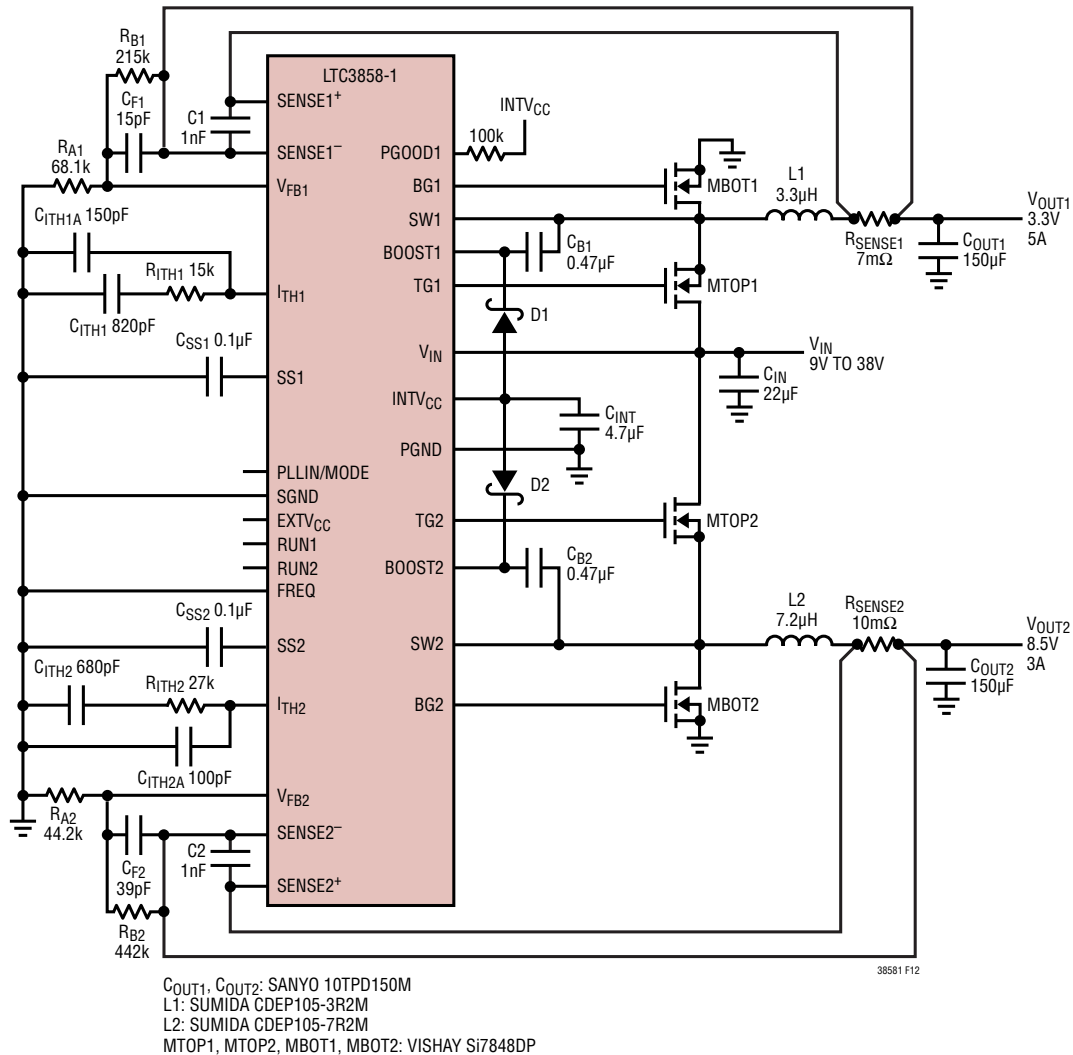 RB1
215k
CF1
15pF
RA1
68.1k
CITH1A 150pF
RITH1 15k
CITH1 820pF
CSS1 0.1µF
CSS2 0.1µF
CITH2 680pF
RITH2 27k
CITH2A 100pF
RA2
44.2k
CF2
39pF
RB2
442k
C1
1nF
C2
1nF
LTC3858-1
SENSE1+
SENSE1–
VFB1
ITH1
SS1
PLLIN/MODE
SGND
EXTVCC
RUN1
RUN2
FREQ
SS2
ITH2
VFB2
SENSE2–
SENSE2+
PGOOD1
BG1
SW1
BOOST1
TG1
VIN
INTVCC
PGND
TG2
BOOST2
SW2
BG2
INTVCC
100k
CB1
0.47µF
D1
CINT
4.7µF
D2
CB2
0.47µF
MBOT1
MTOP1
MTOP2
MBOT2
L1
3.3µH
RSENSE1
7mΩ
COUT1
150µF
VOUT1
3.3V
5A
VIN
9V TO 38V
CIN
22µF
L2
7.2µH
RSENSE2
10mΩ
COUT2
150µF
VOUT2
8.5V
3A
38581 F12
COUT1, COUT2: SANYO 10TPD150M
L1: SUMIDA CDEP105-3R2M
L2: SUMIDA CDEP105-7R2M
MTOP1, MTOP2, MBOT1, MBOT2: VISHAY Si7848DP